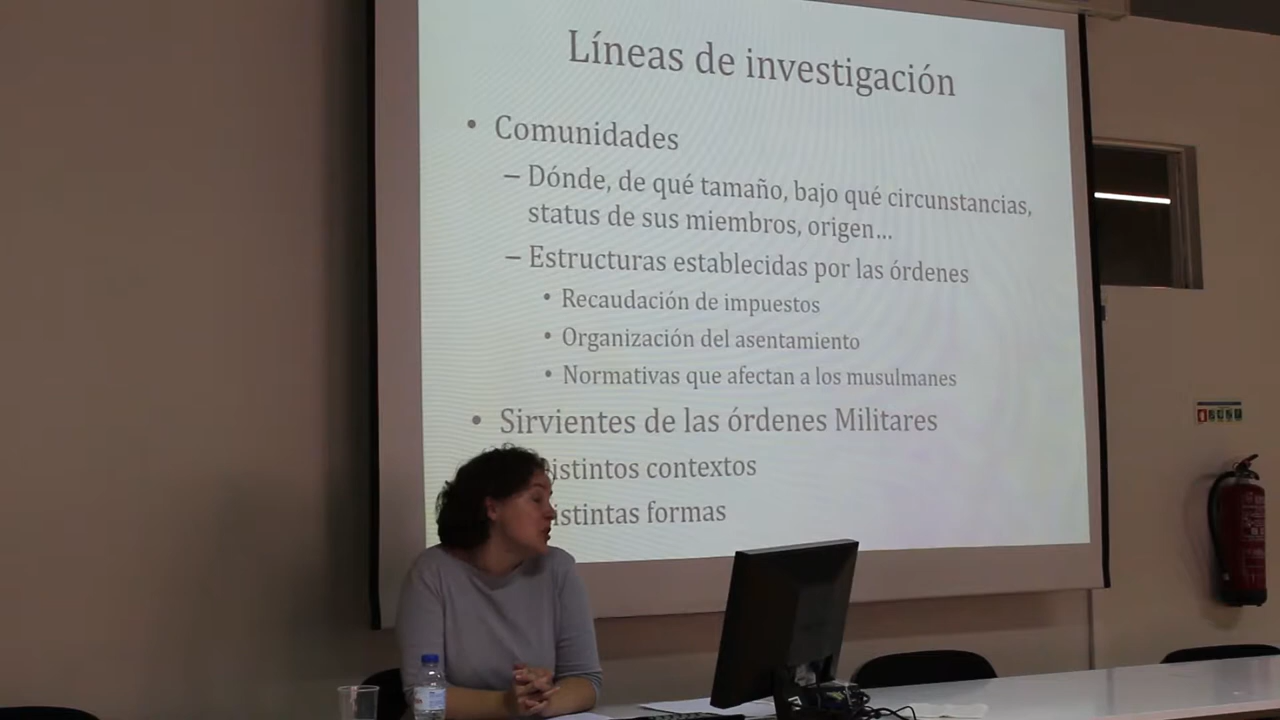 Líneas de investigación
• Comunidades
– Dónde, de qué tamaño, bajo qué circunstancias,
status de sus miembros, origen...
– Estructuras establecidas por las órdenes
• Recaudación de impuestos
• Organización del asentamiento
• Normativas que afectan a los musulmanes
• Sirvientes de las órdenes Militares
istintos contextos
istintas formas